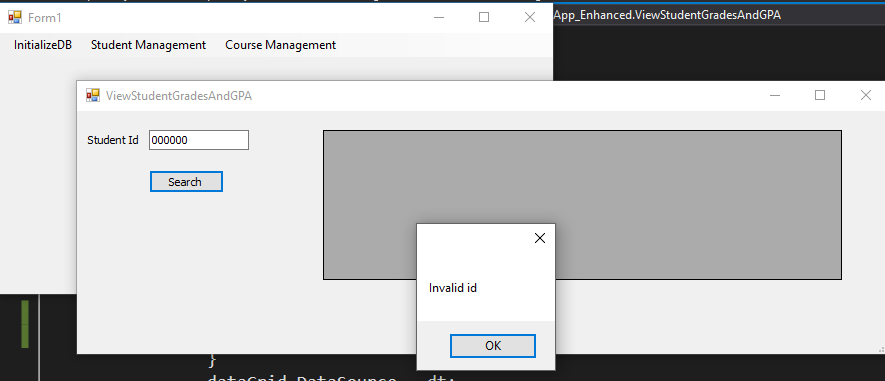 Form1
App_Enhanced.ViewStudentGradesAndGPA
InitializeDB Student Management Course Management
ViewStudentGradesAndGPA
Student Id 000000
Search
Invalid id
OK
}
dataGrid.DataSource = dt;